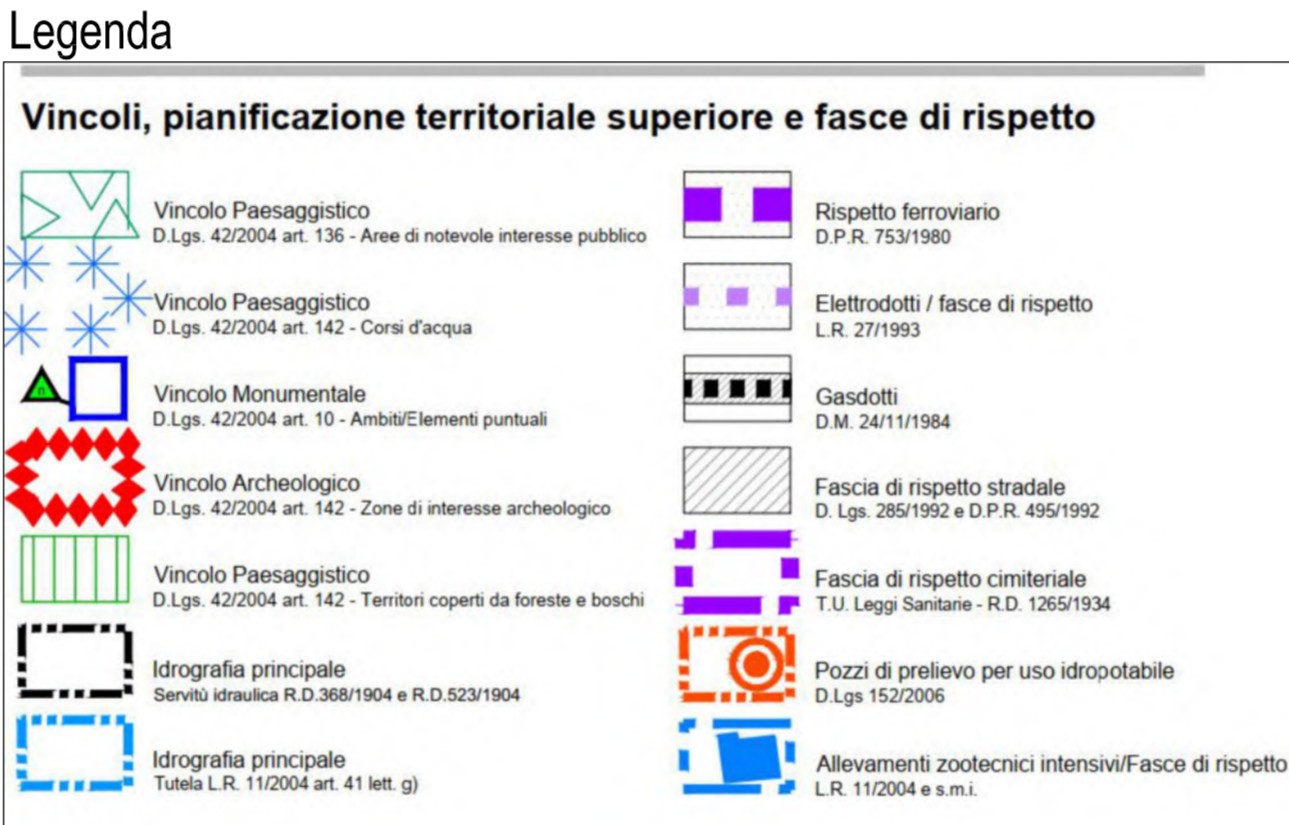 Legenda
Vincoli, pianificazione territoriale superiore e fasce di rispetto
Vincolo Paesaggistico
D.Lgs. 42/2004 art. 136 - Aree di notevole interesse pubblico
Vincolo Paesaggistico
D.Lgs. 42/2004 art. 142 - Corsi d'acqua
n
Vincolo Monumentale
D.Lgs. 42/2004 art. 10 - Ambiti/Elementi puntuali
Vincolo Archeologico
D.Lgs. 42/2004 art. 142 - Zone di interesse archeologico
Vincolo Paesaggistico
D.Lgs. 42/2004 art. 142 - Territori coperti da foreste e boschi
Idrografia principale
Servitù idraulica R.D.368/1904 e R.D.523/1904
Idrografia principale
Tutela L.R. 11/2004 art. 41 lett. g)
Rispetto ferroviario
D.P.R. 753/1980
Elettrodotti / fasce di rispetto
L.R. 27/1993
Gasdotti
D.M. 24/11/1984
Fascia di rispetto stradale
D. Lgs. 285/1992 e D.P.R. 495/1992
Fascia di rispetto cimiteriale
T.U. Leggi Sanitarie - R.D. 1265/1934
Pozzi di prelievo per uso idropotabile
D.Lgs 152/2006
Allevamenti zootecnici intensivi/Fasce di rispetto
L.R. 11/2004 e s.m.i.